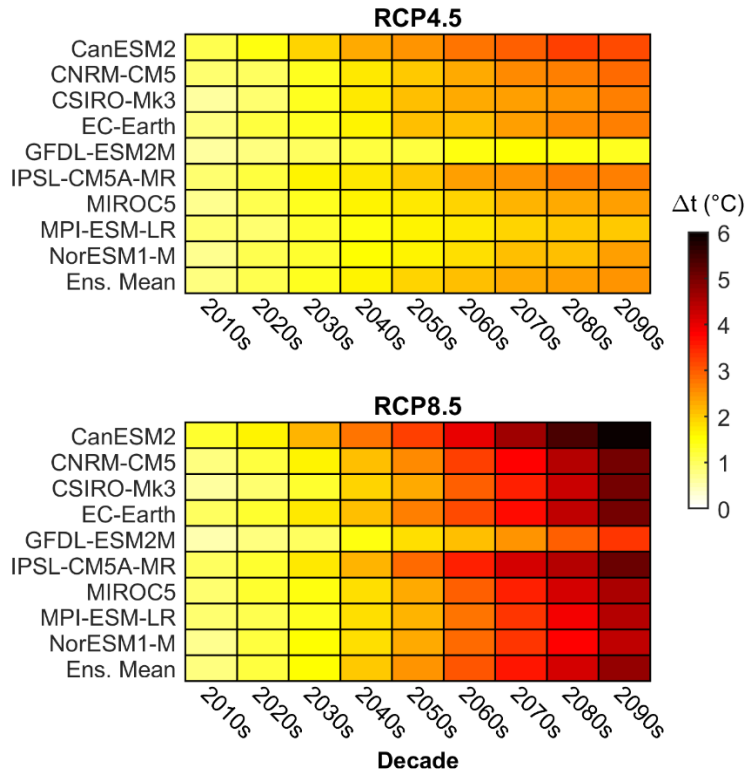 RCP4.5
CanESM2
CNRM-CM5
CSIRO-Mk3
EC-Earth
GFDL-ESM2M
IPSL-CM5A-MR
MIROC5
MPI-ESM-LR
NorESM1-M
Ens. Mean
2010s 2020s 2030s 2040s 2050s 2060s 2070s 2080s 2090s
Δt (°C)
6
5
4
3
2
1
0
RCP8.5
CanESM2
CNRM-CM5
CSIRO-Mk3
EC-Earth
GFDL-ESM2M
IPSL-CM5A-MR
MIROC5
MPI-ESM-LR
NorESM1-M
Ens. Mean
2010s 2020s 2030s 2040s 2050s 2060s 2070s 2080s 2090s
Decade